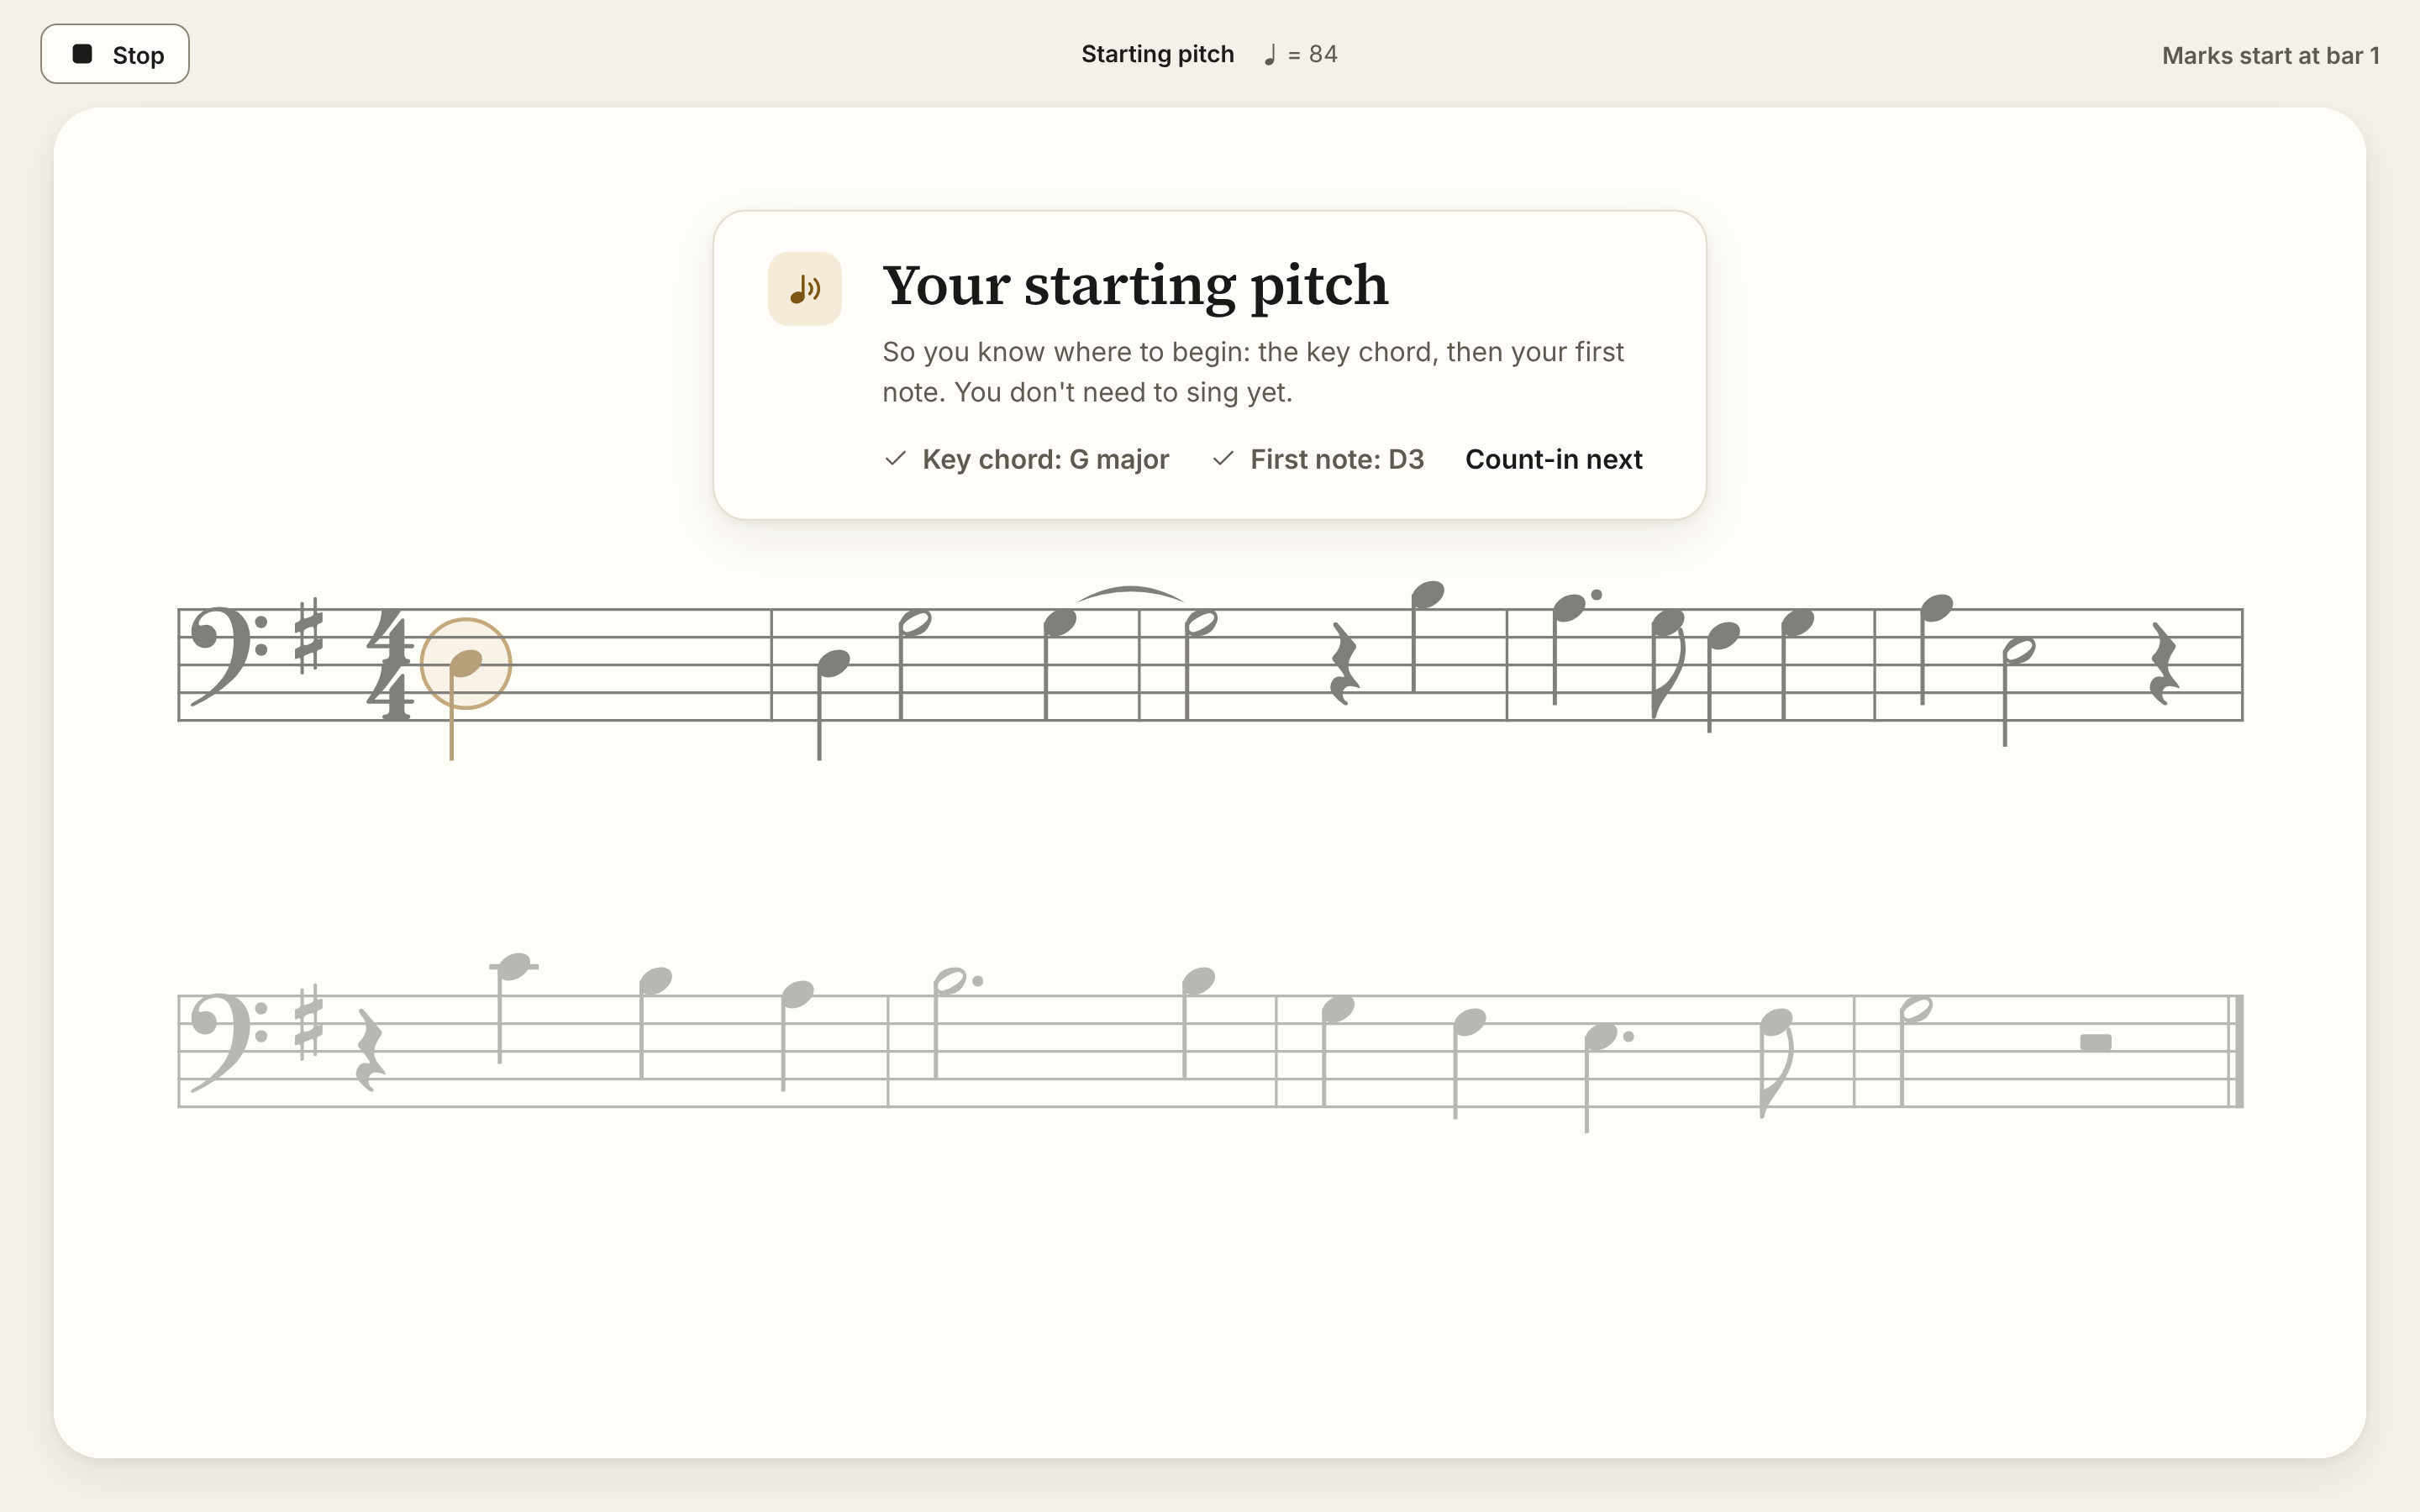 Stop
Starting pitch ♩ = 84
Marks start at bar 1
Your starting pitch
So you know where to begin: the key chord, then your first
note. You don't need to sing yet.
✓ Key chord: G major ✓ First note: D3 Count-in next
4
4